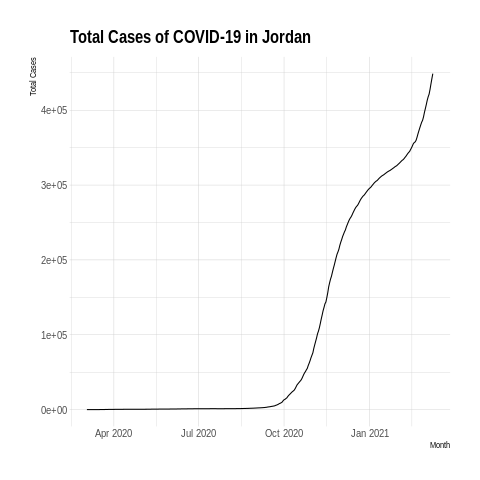 Total Cases of COVID-19 in Jordan
Total Cases
4e+05
3e+05
2e+05
1e+05
0e+00
Apr 2020 Jul 2020 Oct 2020 Jan 2021
Month